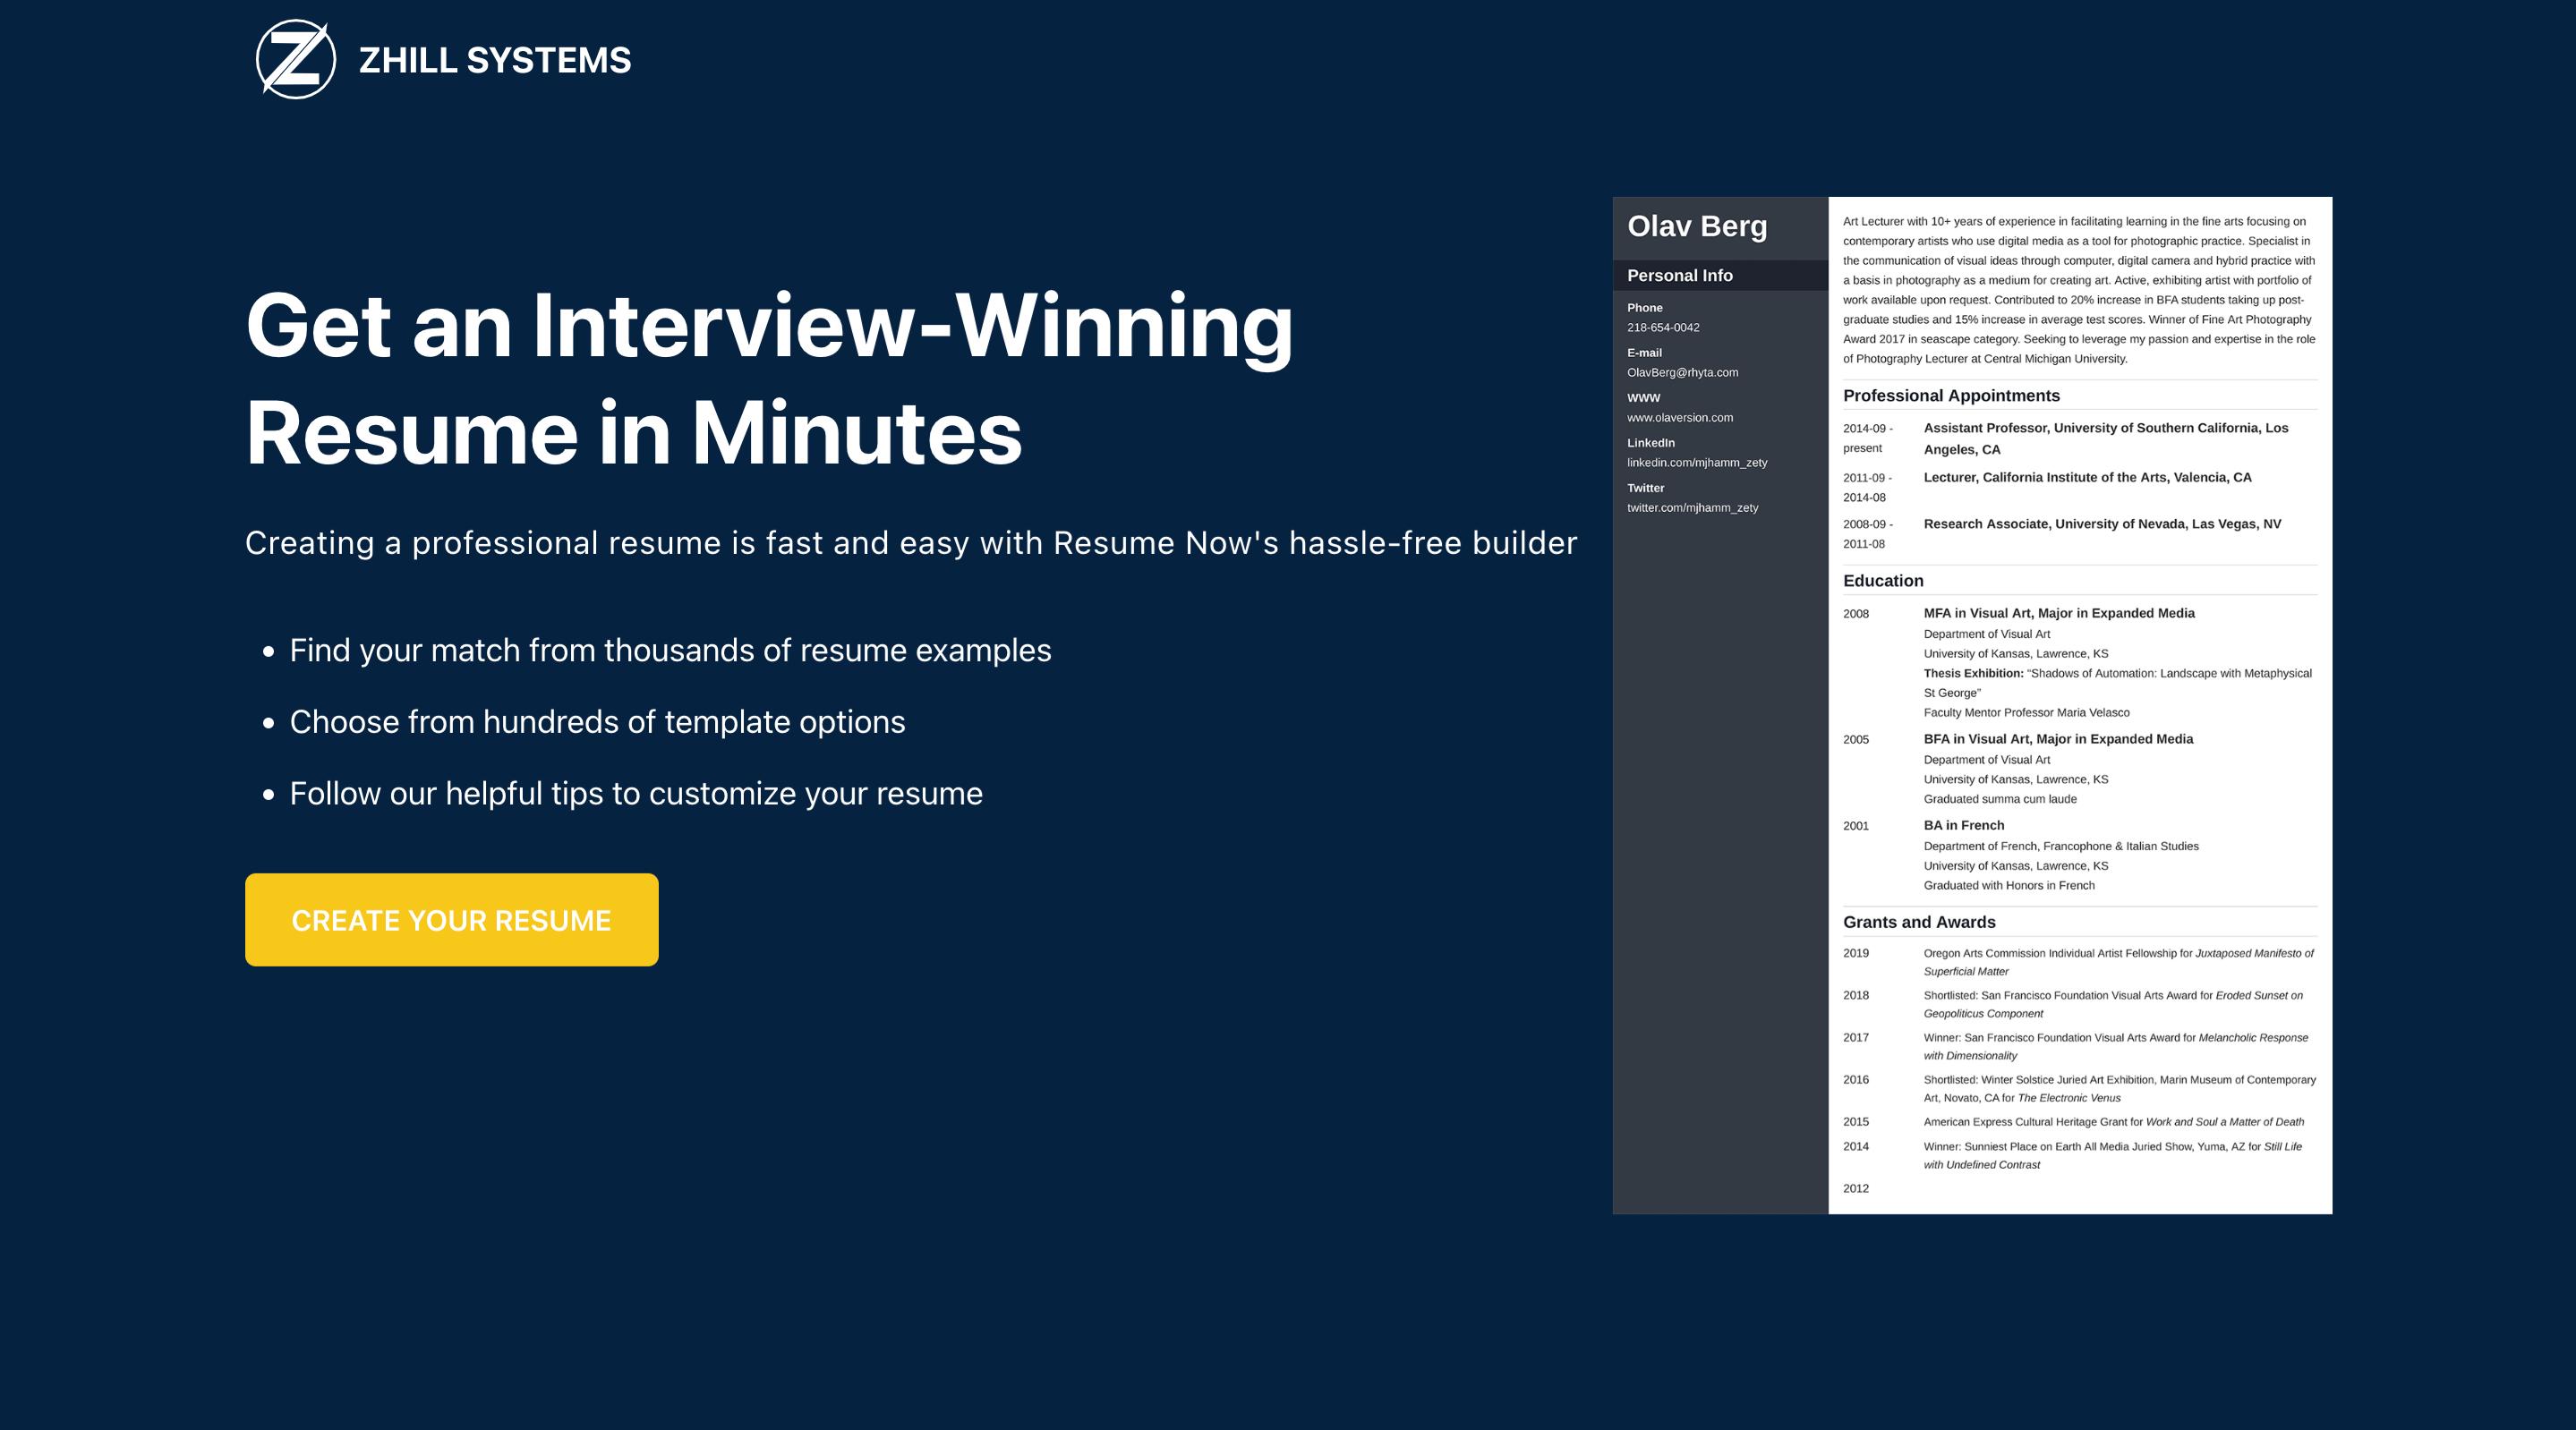 Z
ZHILL SYSTEMS
Get an Interview-Winning
Resume in Minutes
Creating a professional resume is fast and easy with Resume Now's hassle-free builder
• Find your match from thousands of resume examples
• Choose from hundreds of template options
• Follow our helpful tips to customize your resume
CREATE YOUR RESUME
Olav Berg
Personal Info
Phone
218-654-0042
E-mail
OlavBerg@rhyta.com
WWW
www.olaversion.com
LinkedIn
linkedin.com/mjhamm_zety
Twitter
twitter.com/mjhamm_zety
Art Lecturer with 10+ years of experience in facilitating learning in the fine arts focusing on
contemporary artists who use digital media as a tool for photographic practice. Specialist in
the communication of visual ideas through computer, digital camera and hybrid practice with
a basis in photography as a medium for creating art. Active, exhibiting artist with portfolio of
work available upon request. Contributed to 20% increase in BFA students taking up post-
graduate studies and 15% increase in average test scores. Winner of Fine Art Photography
Award 2017 in seascape category. Seeking to leverage my passion and expertise in the role
of Photography Lecturer at Central Michigan University.
Professional Appointments
2014-09 - present Assistant Professor, University of Southern California, Los
Angeles, CA
2011-09 - Lecturer, California Institute of the Arts, Valencia, CA
2014-08
2008-09 - Research Associate, University of Nevada, Las Vegas, NV
2011-08
Education
2008 MFA in Visual Art, Major in Expanded Media
Department of Visual Art
University of Kansas, Lawrence, KS
Thesis Exhibition: “Shadows of Automation: Landscape with Metaphysical
St George”
Faculty Mentor Professor Maria Velasco
2005 BFA in Visual Art, Major in Expanded Media
Department of Visual Art
University of Kansas, Lawrence, KS
Graduated summa cum laude
2001 BA in French
Department of French, Francophone & Italian Studies
University of Kansas, Lawrence, KS
Graduated with Honors in French
Grants and Awards
2019 Oregon Arts Commission Individual Artist Fellowship for Juxtaposed Manifesto of
Superficial Matter
2018 Shortlisted: San Francisco Foundation Visual Arts Award for Eroded Sunset on
Geopoliticus Component
2017 Winner: San Francisco Foundation Visual Arts Award for Melancholic Response
with Dimensionality
2016 Shortlisted: Winter Solstice Juried Art Exhibition, Marin Museum of Contemporary
Art, Novato, CA for The Electronic Venus
2015 American Express Cultural Heritage Grant for Work and Soul a Matter of Death
2014 Winner: Sunniest Place on Earth All Media Juried Show, Yuma, AZ for Still Life
with Undefined Contrast
2012